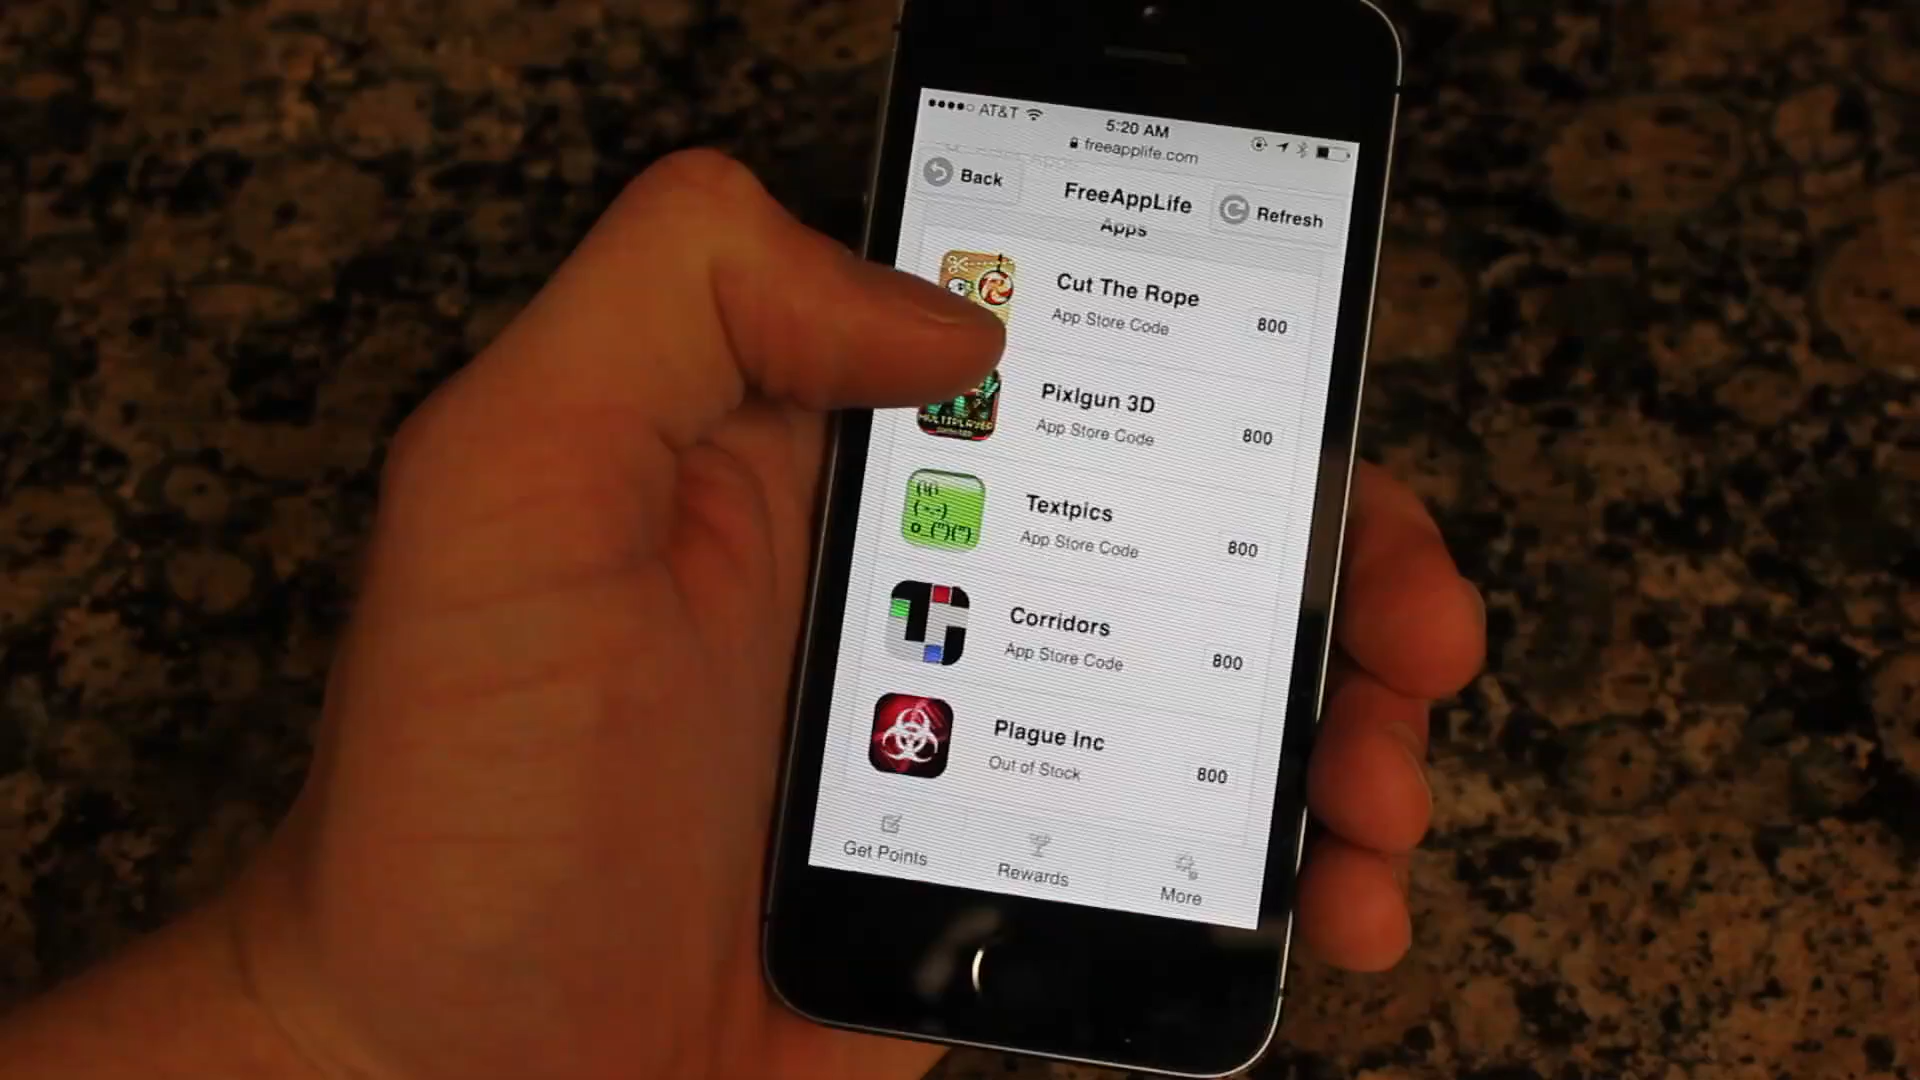 AT&T
5:20 AM
freeapplife.com
Back
FreeAppLife
Refresh
Apps
Cut The Rope
App Store Code
800
MULTIPLAYER
Pixlgun 3D
App Store Code
800
Textpics
App Store Code
800
Corridors
App Store Code
800
Plague Inc
Out of Stock
800
Get Points
Rewards
More